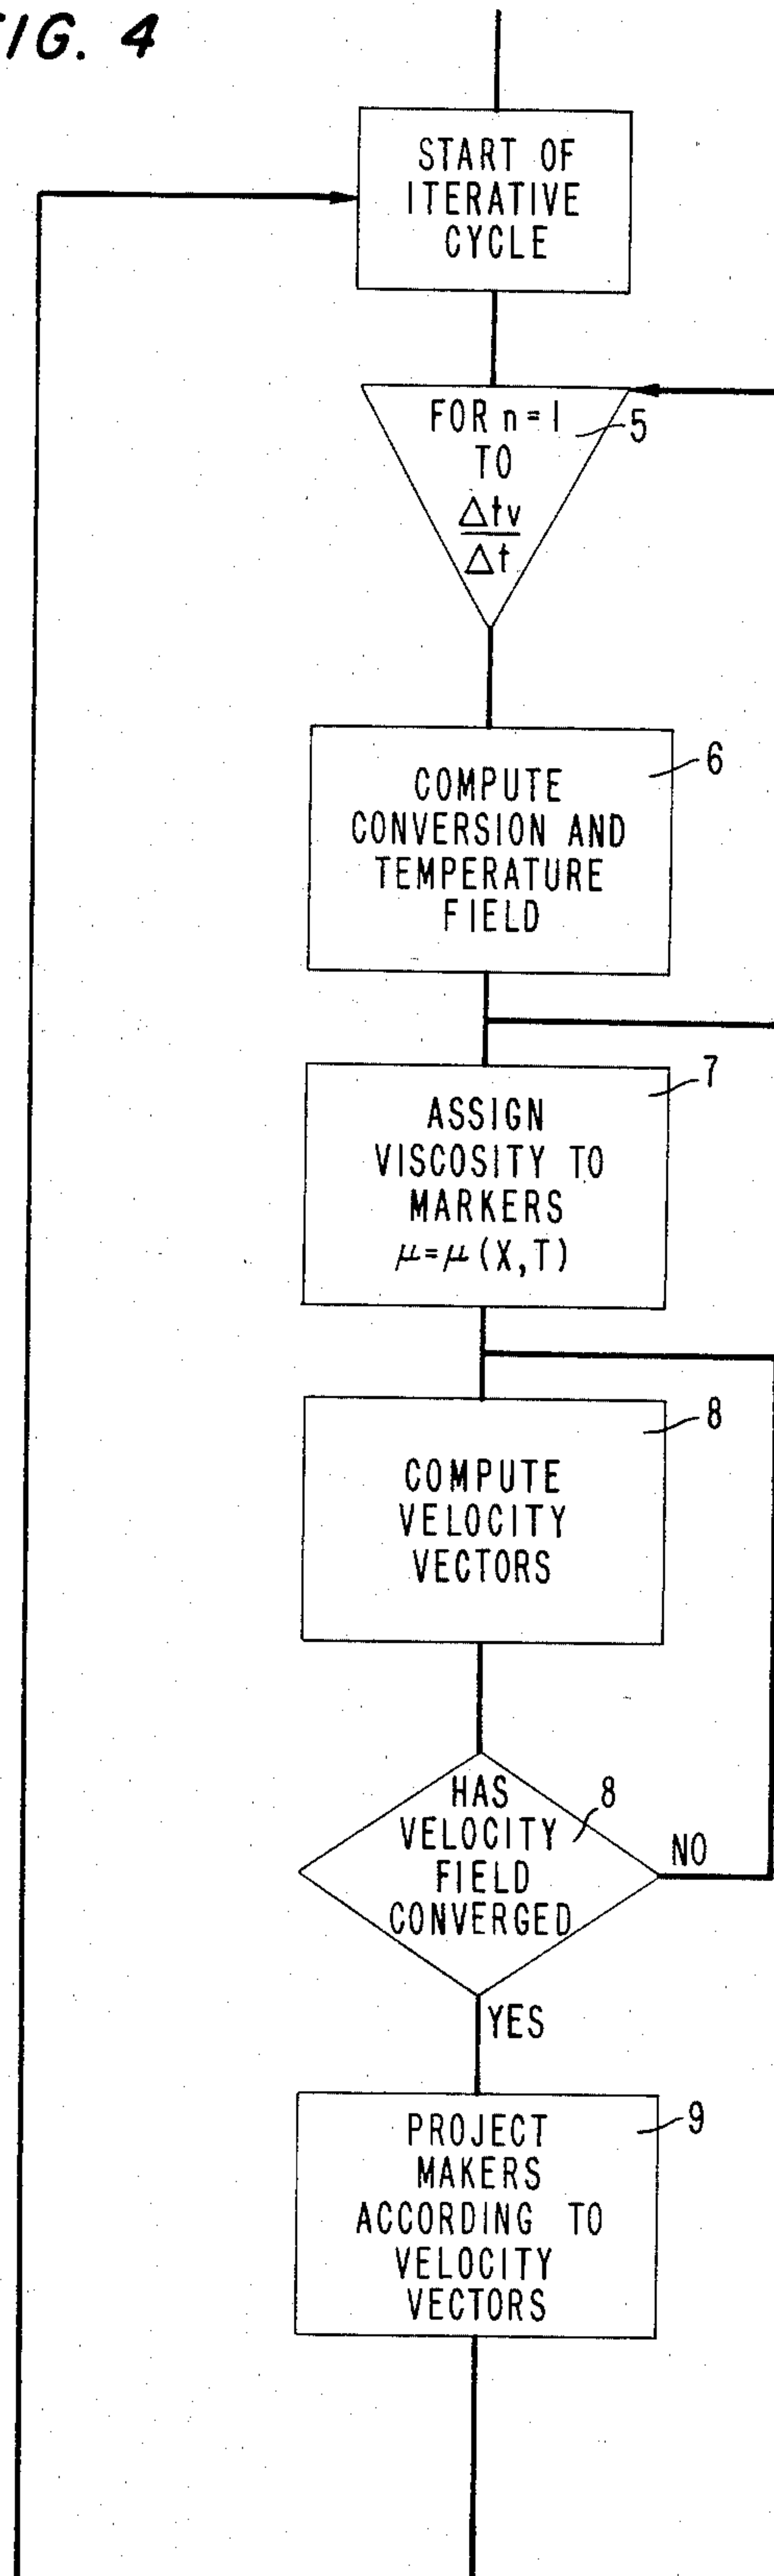 FIG. 4
START OF
ITERATIVE
CYCLE
FOR n=1
5
TO
Δtv
Δt
6
COMPUTE
CONVERSION AND
TEMPERATURE
FIELD
7
ASSIGN
VISCOSITY TO
MARKERS
μ=μ(X,T)
8
COMPUTE
VELOCITY
VECTORS
HAS
8
VELOCITY
FIELD
NO
CONVERGED
YES
9
PROJECT
MAKERS
ACCORDING TO
VELOCITY
VECTORS